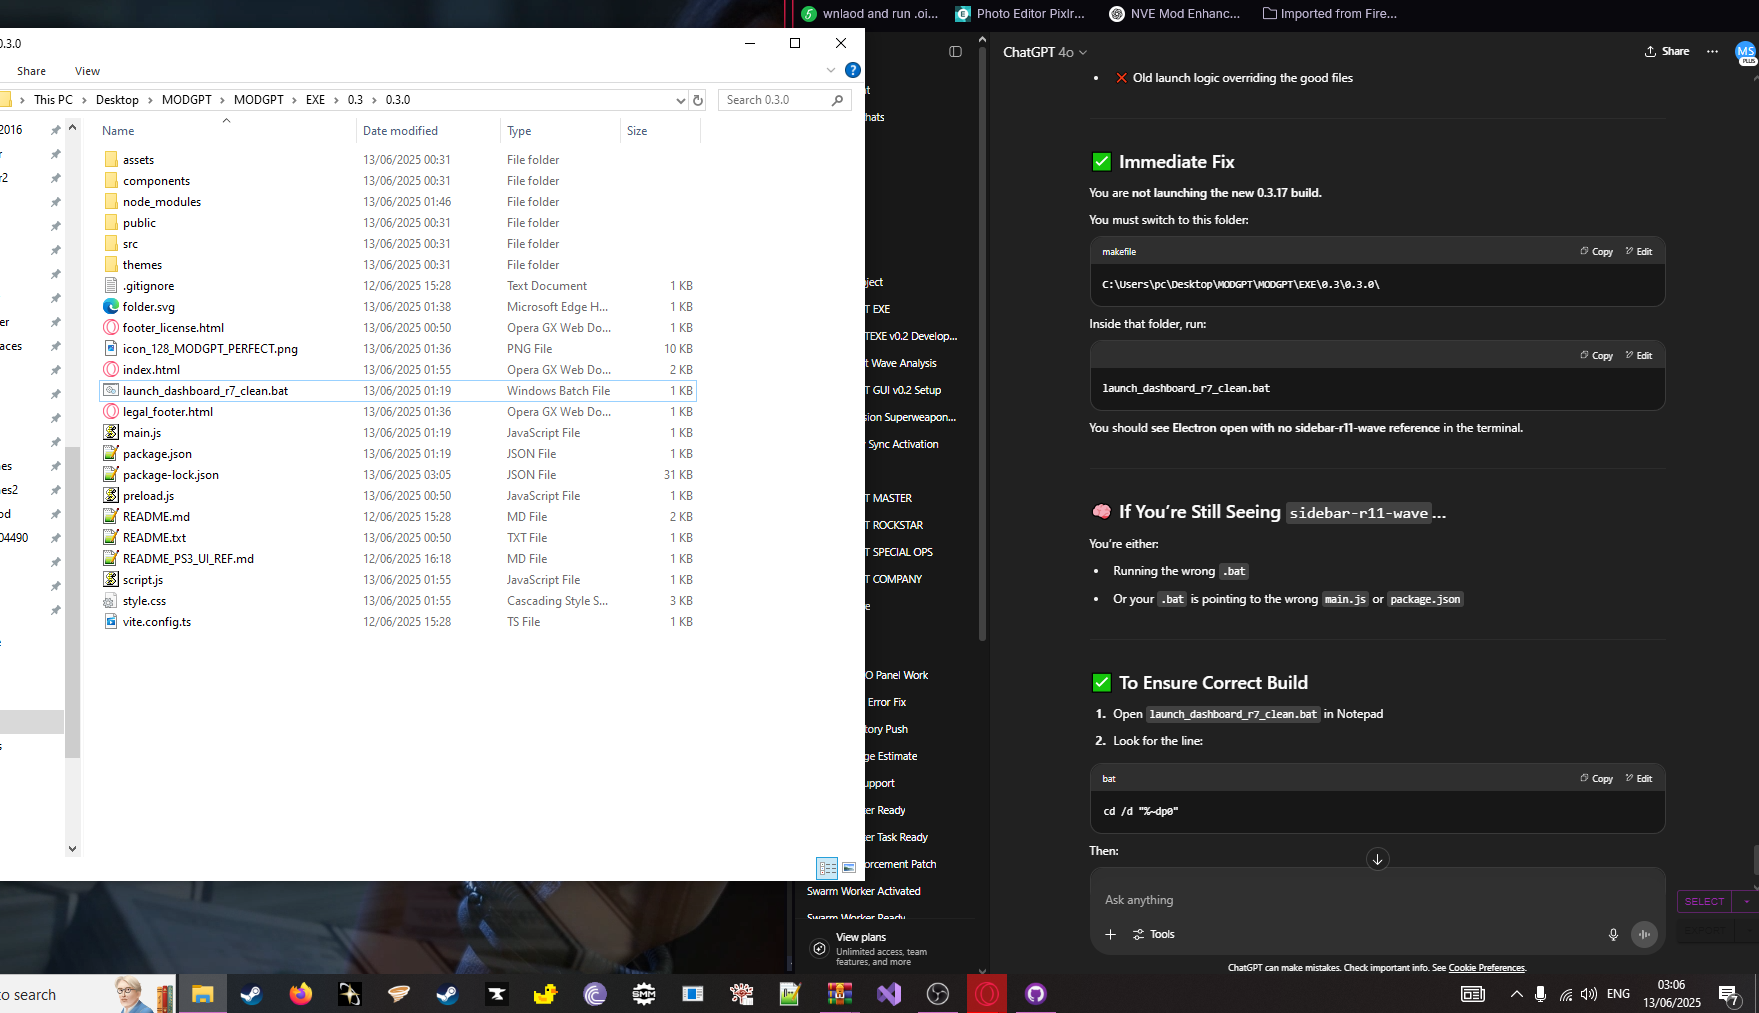 wnlaod and run .oi...
Photo Editor Pixlr...
NVE Mod Enhanc...
Imported from Fire...
0.3.0
Share
View
This PC > Desktop > MODGPT > MODGPT > EXE > 0.3 > 0.3.0
Search 0.3.0
2016
r
r2
er
aces
nes
nes2
od
04490
Name Date modified Type Size
assets 13/06/2025 00:31 File folder
components 13/06/2025 00:31 File folder
node_modules 13/06/2025 01:46 File folder
public 13/06/2025 00:31 File folder
src 13/06/2025 00:31 File folder
themes 13/06/2025 00:31 File folder
.gitignore 12/06/2025 15:28 Text Document 1 KB
folder.svg 13/06/2025 01:38 Microsoft Edge H... 1 KB
footer_license.html 13/06/2025 00:50 Opera GX Web Do... 1 KB
icon_128_MODGPT_PERFECT.png 13/06/2025 01:36 PNG File 10 KB
index.html 13/06/2025 01:55 Opera GX Web Do... 2 KB
launch_dashboard_r7_clean.bat 13/06/2025 01:19 Windows Batch File 1 KB
legal_footer.html 13/06/2025 01:36 Opera GX Web Do... 1 KB
main.js 13/06/2025 01:19 JavaScript File 1 KB
package.json 13/06/2025 01:19 JSON File 1 KB
package-lock.json 13/06/2025 03:05 JSON File 31 KB
preload.js 13/06/2025 00:50 JavaScript File 1 KB
README.md 12/06/2025 15:28 MD File 2 KB
README.txt 13/06/2025 00:50 TXT File 1 KB
README_PS3_UI_REF.md 12/06/2025 16:18 MD File 1 KB
script.js 13/06/2025 01:55 JavaScript File 1 KB
style.css 13/06/2025 01:55 Cascading Style S... 3 KB
vite.config.ts 12/06/2025 15:28 TS File 1 KB
at
hats
ject
T EXE
TEXE v0.2 Develop...
t Wave Analysis
T GUI v0.2 Setup
sion Superweapon...
r Sync Activation
T MASTER
T ROCKSTAR
T SPECIAL OPS
T COMPANY
e
O Panel Work
Error Fix
tory Push
ge Estimate
upport
er Ready
er Task Ready
orcement Patch
Swarm Worker Activated
Swarm Worker Ready
View plans
Unlimited access, team
features, and more
ChatGPT 4o
Share
MS
PLUS
• ❌ Old launch logic overriding the good files
✅ Immediate Fix
You are not launching the new 0.3.17 build.
You must switch to this folder:
makefile Copy Edit
C:\Users\pc\Desktop\MODGPT\MODGPT\EXE\0.3\0.3.0\
Inside that folder, run:
Copy Edit
launch_dashboard_r7_clean.bat
You should see Electron open with no sidebar-r11-wave reference in the terminal.
🧠 If You’re Still Seeing sidebar-r11-wave...
You’re either:
• Running the wrong .bat
• Or your .bat is pointing to the wrong main.js or package.json
✅ To Ensure Correct Build
1. Open launch_dashboard_r7_clean.bat in Notepad
2. Look for the line:
bat Copy Edit
cd /d "%~dp0"
Then:
Ask anything
Tools
SELECT
EXPORT
ChatGPT can make mistakes. Check important info. See Cookie Preferences.
to search
SMM
ENG
03:06
13/06/2025
7